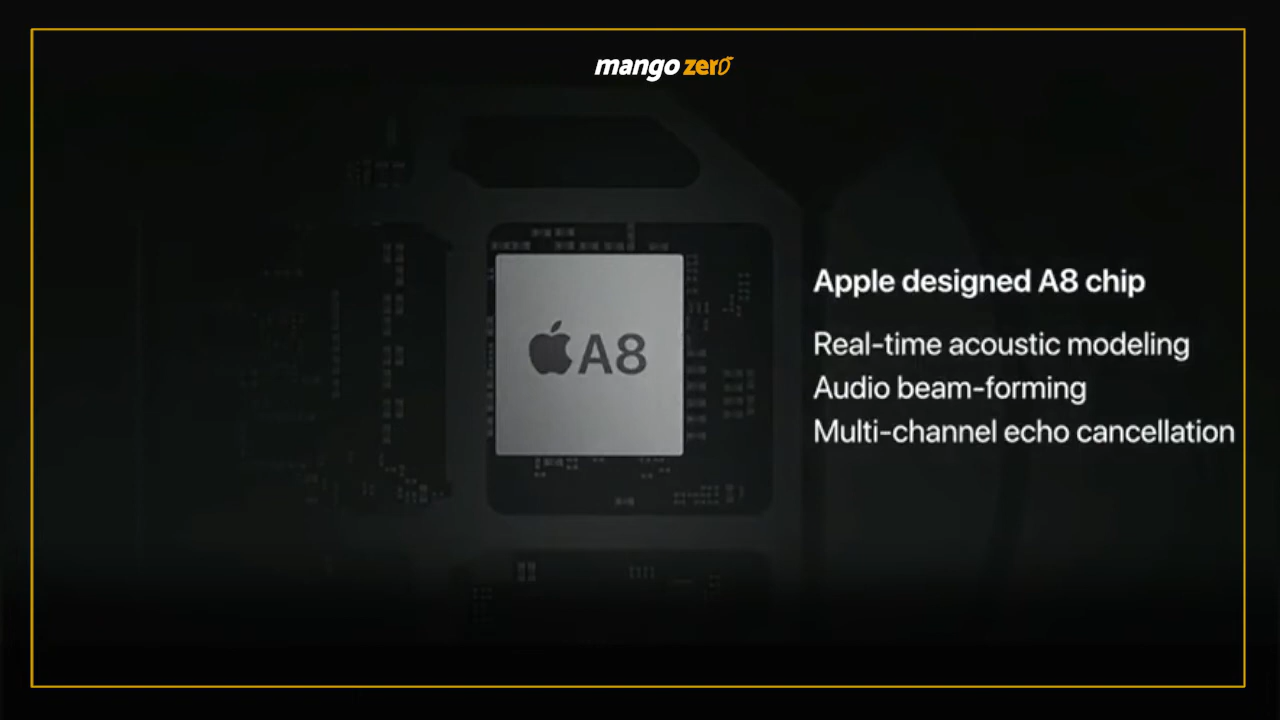 mango zero
Apple designed A8 chip
Real-time acoustic modeling
Audio beam-forming
Multi-channel echo cancellation
A8